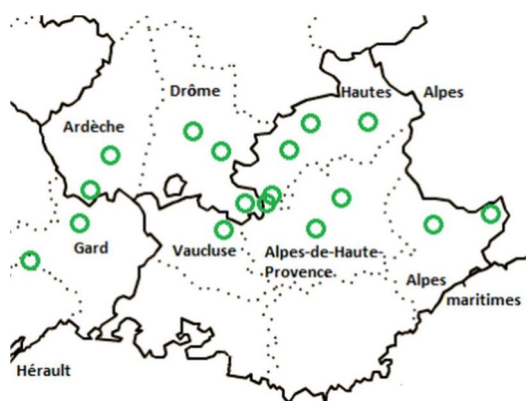 Drôme
Hautes
Alpes
Ardèche
Gard
Vaucluse
Alpes-de-Haute-
Provence
Alpes
maritimes
Hérault